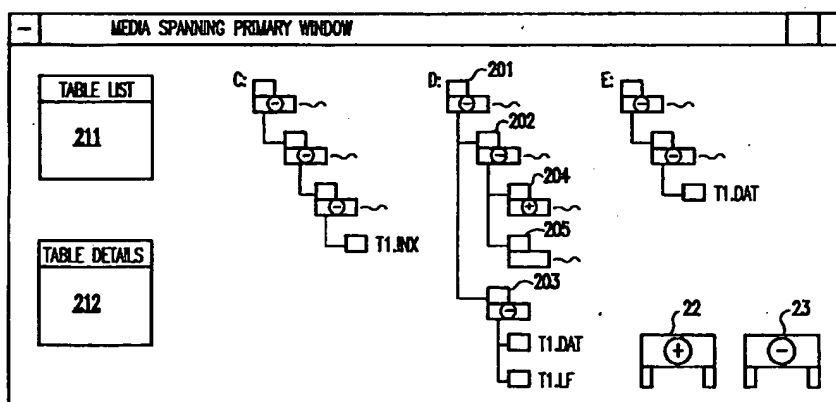 MEDIA SPANNING PRIMARY WINDOW
TABLE LIST
211
TABLE DETAILS
212
C:
T1.INX
D:
201
202
204
205
203
T1.DAT
T1.LF
E:
T1.DAT
22
23